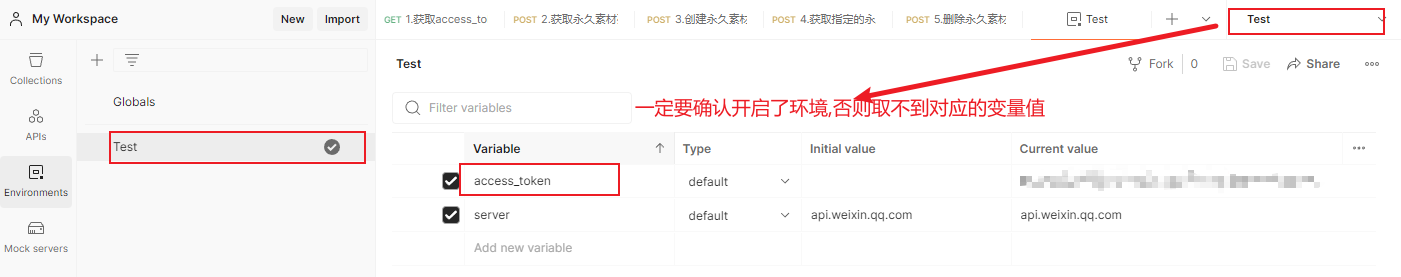 My Workspace
New
Import
GET 1.获取access_to
POST 2.获取永久素材
POST 3.创建永久素材
POST 4.获取指定的永
POST 5.删除永久素材
Test
Test
Collections
APIs
Environments
Mock servers
Globals
Test
Test
Fork
0
Save
Share
Filter variables
一定要确认开启了环境,否则取不到对应的变量值
Variable
Type
Initial value
Current value
access_token
default
server
default
api.weixin.qq.com
api.weixin.qq.com
Add new variable